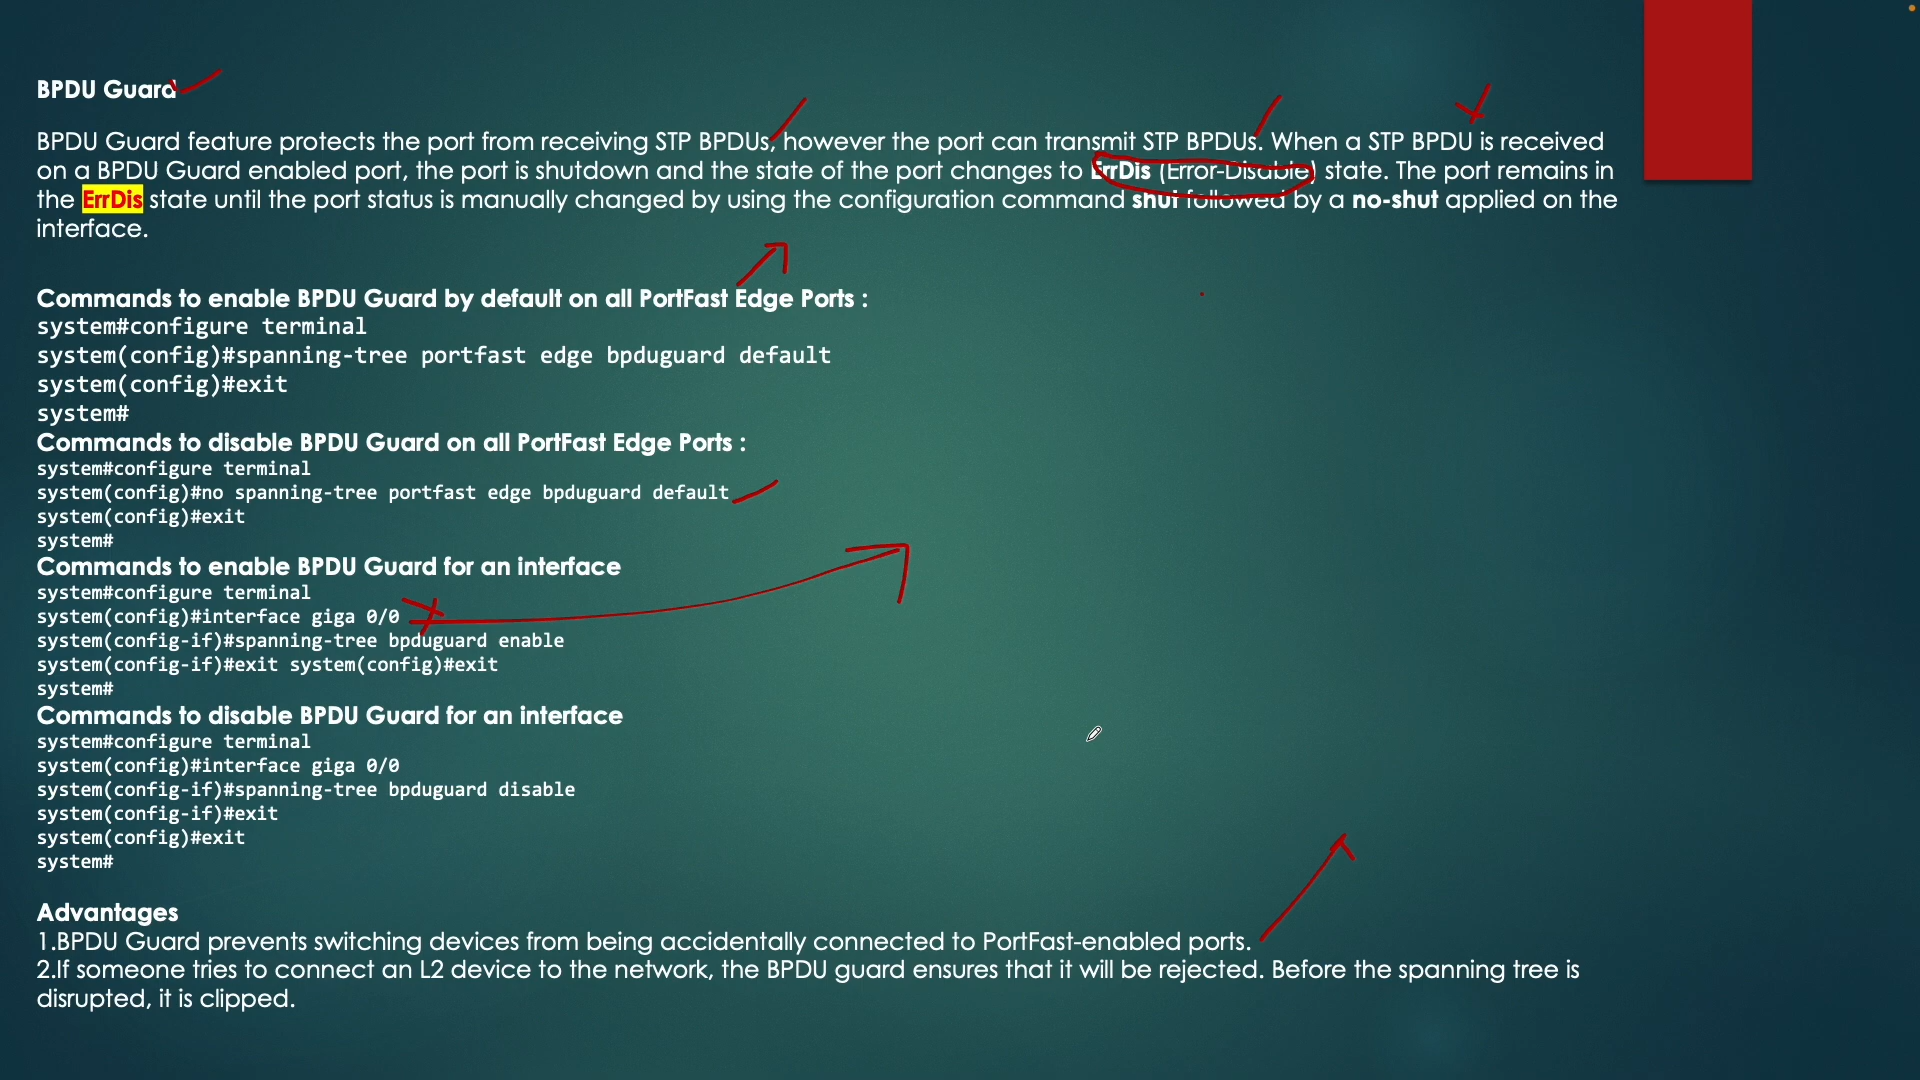 BPDU Guard
BPDU Guard feature protects the port from receiving STP BPDUs, however the port can transmit STP BPDUs. When a STP BPDU is received
on a BPDU Guard enabled port, the port is shutdown and the state of the port changes to ErrDis (Error-Disable) state. The port remains in
the ErrDis state until the port status is manually changed by using the configuration command shut followed by a no-shut applied on the
interface.
Commands to enable BPDU Guard by default on all PortFast Edge Ports :
system#configure terminal
system(config)#spanning-tree portfast edge bpduguard default
system(config)#exit
system#
Commands to disable BPDU Guard on all PortFast Edge Ports :
system#configure terminal
system(config)#no spanning-tree portfast edge bpduguard default
system(config)#exit
system#
Commands to enable BPDU Guard for an interface
system#configure terminal
system(config)#interface giga 0/0
system(config-if)#spanning-tree bpduguard enable
system(config-if)#exit system(config)#exit
system#
Commands to disable BPDU Guard for an interface
system#configure terminal
system(config)#interface giga 0/0
system(config-if)#spanning-tree bpduguard disable
system(config-if)#exit
system(config)#exit
system#
Advantages
1.BPDU Guard prevents switching devices from being accidentally connected to PortFast-enabled ports.
2.If someone tries to connect an L2 device to the network, the BPDU guard ensures that it will be rejected. Before the spanning tree is
disrupted, it is clipped.